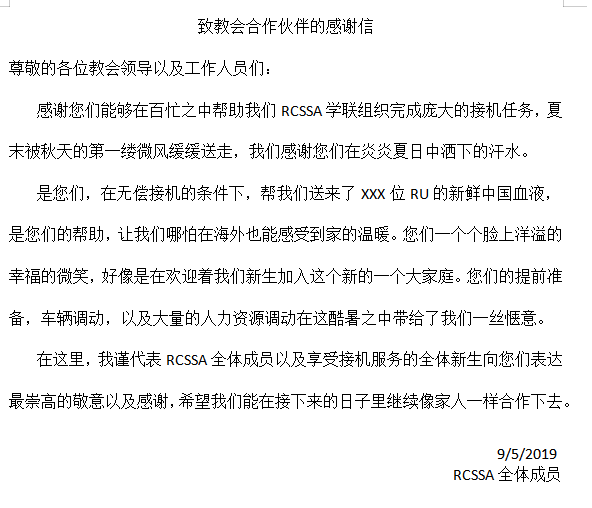 致教会合作伙伴的感谢信
尊敬的各位教会领导以及工作人员们：
感谢您们能够在百忙之中帮助我们 RCSSA 学联组织完成庞大的接机任务，夏
末被秋天的第一缕微风缓缓送走，我们感谢您们在炎炎夏日中洒下的汗水。
是您们，在无偿接机的条件下，帮我们送来了 XXX 位 RU 的新鲜中国血液，
是您们的帮助，让我们哪怕在海外也能感受到家的温暖。您们一个个脸上洋溢的
幸福的微笑，好像是在欢迎着我们新生加入这个新的一个大家庭。您们的提前准
备，车辆调动，以及大量的人力资源调动在这酷暑之中带给了我们一丝惬意。
在这里，我谨代表 RCSSA 全体成员以及享受接机服务的全体新生向您们表达
最崇高的敬意以及感谢，希望我们能在接下来的日子里继续像家人一样合作下去。
9/5/2019
RCSSA 全体成员